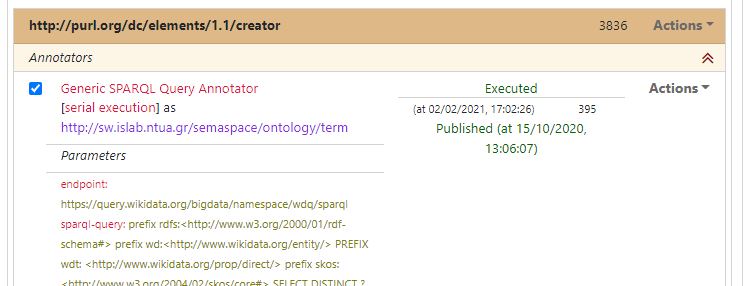 http://purl.org/dc/elements/1.1/creator 3836 Actions
Annotators
Generic SPARQL Query Annotator Executed Actions
[serial execution] as (at 02/02/2021, 17:02:26) 395
http://sw.islab.ntua.gr/semaspace/ontology/term Published (at 15/10/2020,
13:06:07)
Parameters
endpoint:
https://query.wikidata.org/bigdata/namespace/wdq/sparql
sparql-query: prefix rdfs:<http://www.w3.org/2000/01/rdf-
schema#> prefix wd:<http://www.wikidata.org/entity/> PREFIX
wdt: <http://www.wikidata.org/prop/direct/> prefix skos:
<http://www.w3.org/2004/02/skos/core#> SELECT DISTINCT ?